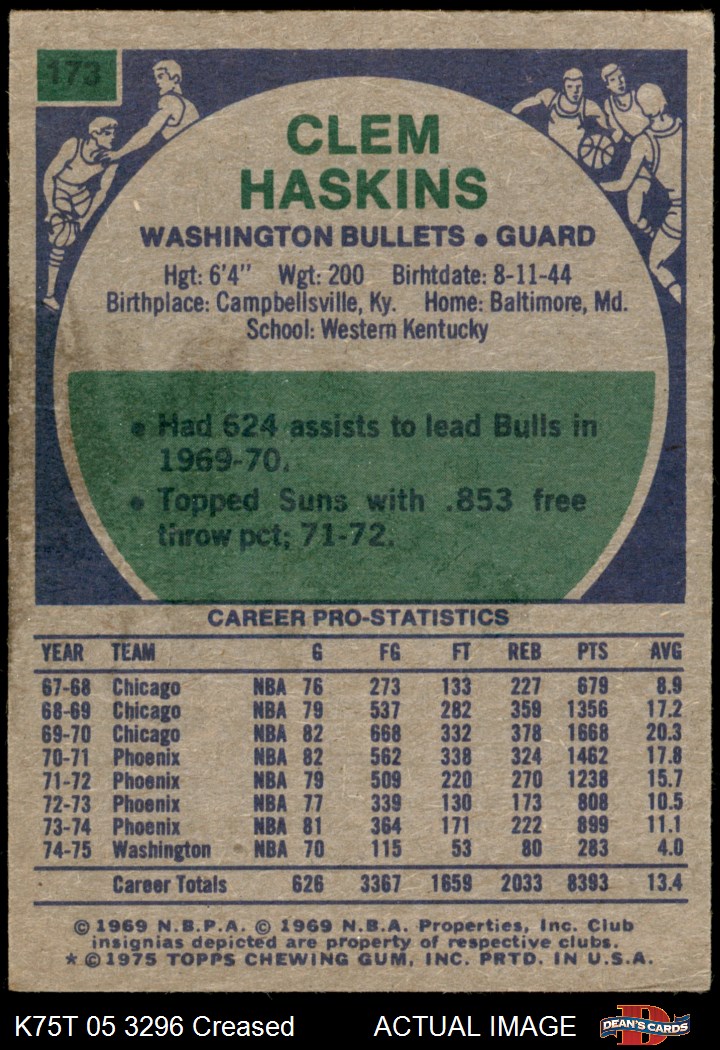 173
CLEM
HASKINS
WASHINGTON BULLETS • GUARD
Hgt: 6'4" Wgt: 200 Birhtdate: 8-11-44
Birthplace: Campbellsville, Ky. Home: Baltimore, Md.
School: Western Kentucky
• Had 624 assists to lead Bulls in
1969-70.
• Topped Suns with .853 free
throw pct; 71-72.
CAREER PRO-STATISTICS
YEAR TEAM G FG FT REB PTS AVG
67-68 Chicago NBA 76 273 133 227 679 8.9
68-69 Chicago NBA 79 537 282 359 1356 17.2
69-70 Chicago NBA 82 668 332 378 1668 20.3
70-71 Phoenix NBA 82 562 338 324 1462 17.8
71-72 Phoenix NBA 79 509 220 270 1238 15.7
72-73 Phoenix NBA 77 339 130 173 808 10.5
73-74 Phoenix NBA 81 364 171 222 899 11.1
74-75 Washington NBA 70 115 53 80 283 4.0
Career Totals 626 3367 1659 2033 8393 13.4
© 1969 N.B.P.A. © 1969 N.B.A. Properties, Inc. Club
insignias depicted are property of respective clubs.
* © 1975 TOPPS CHEWING GUM, INC. PRTD. IN U.S.A.
K75T 05 3296 Creased ACTUAL IMAGE DEAN'S CARDS